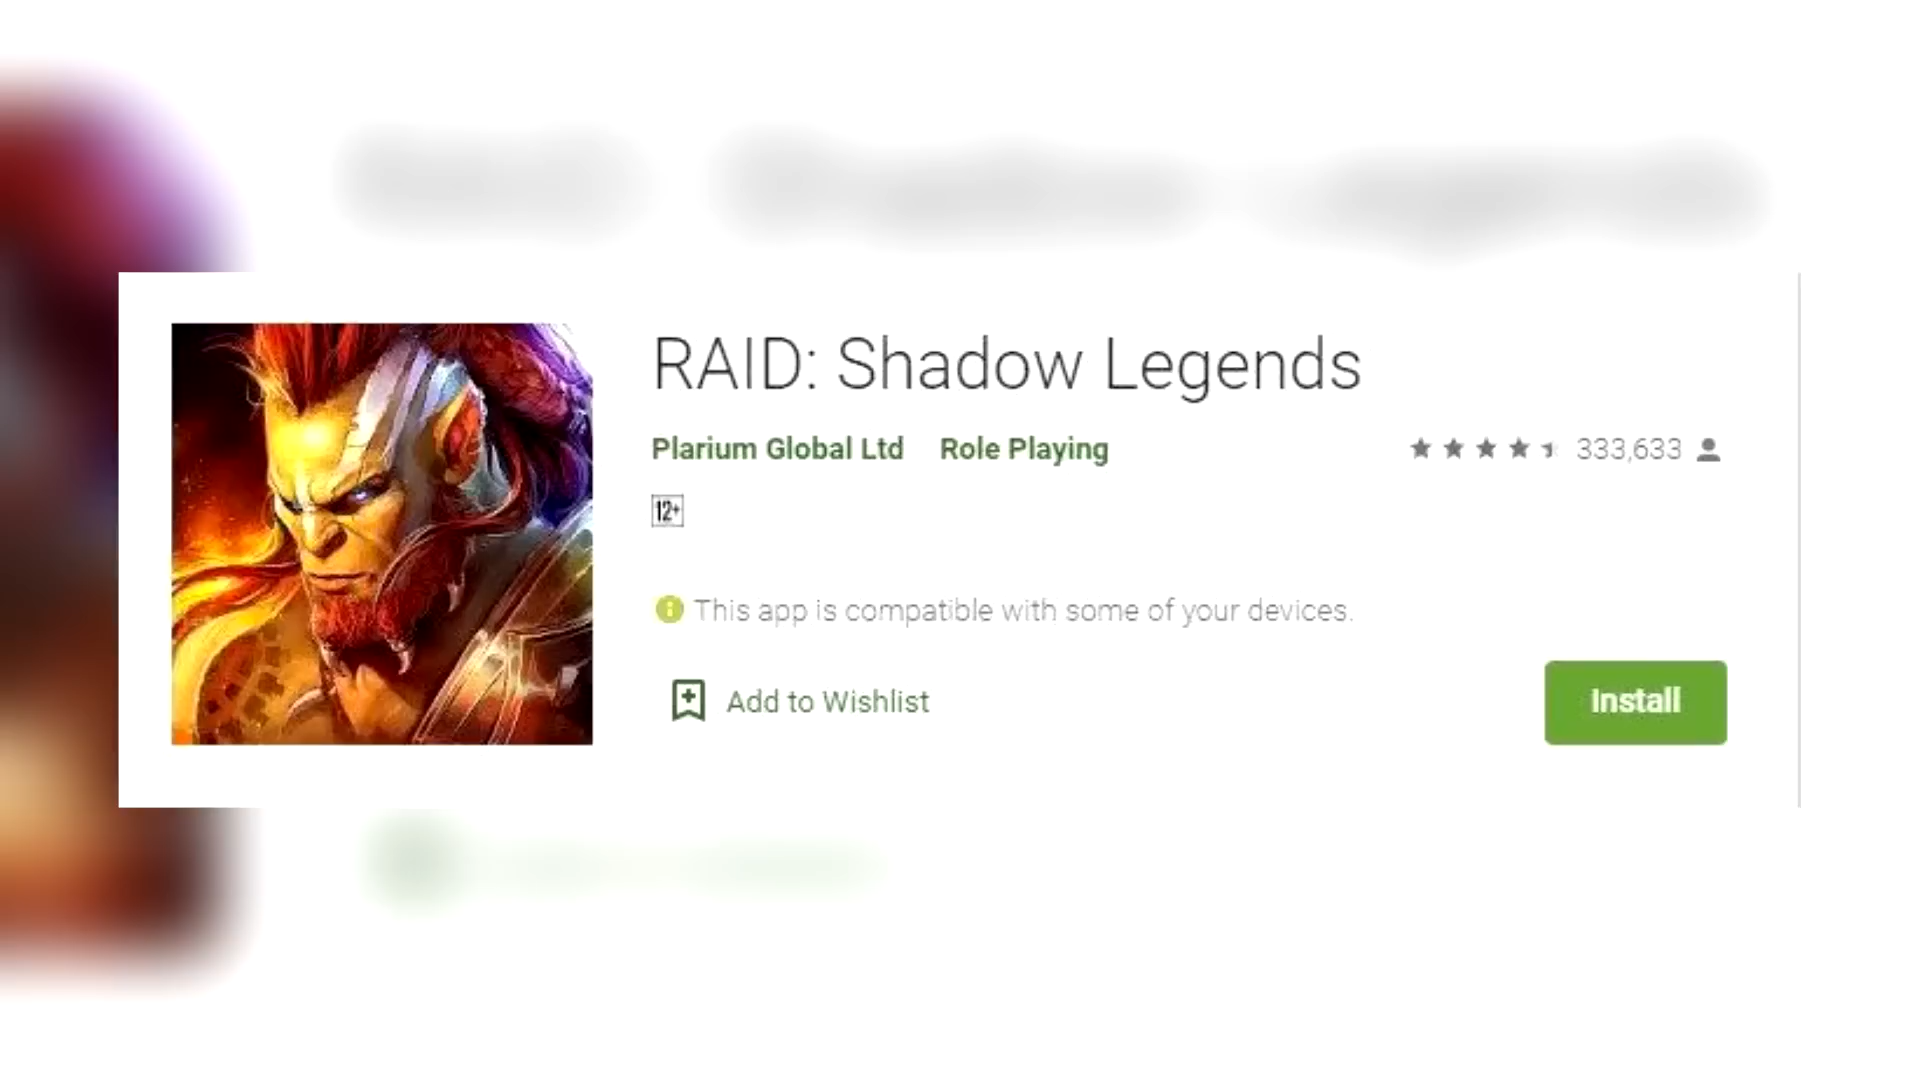 RAID: Shadow Legends
Plarium Global Ltd Role Playing 333,633
12+
This app is compatible with some of your devices.
Add to Wishlist Install